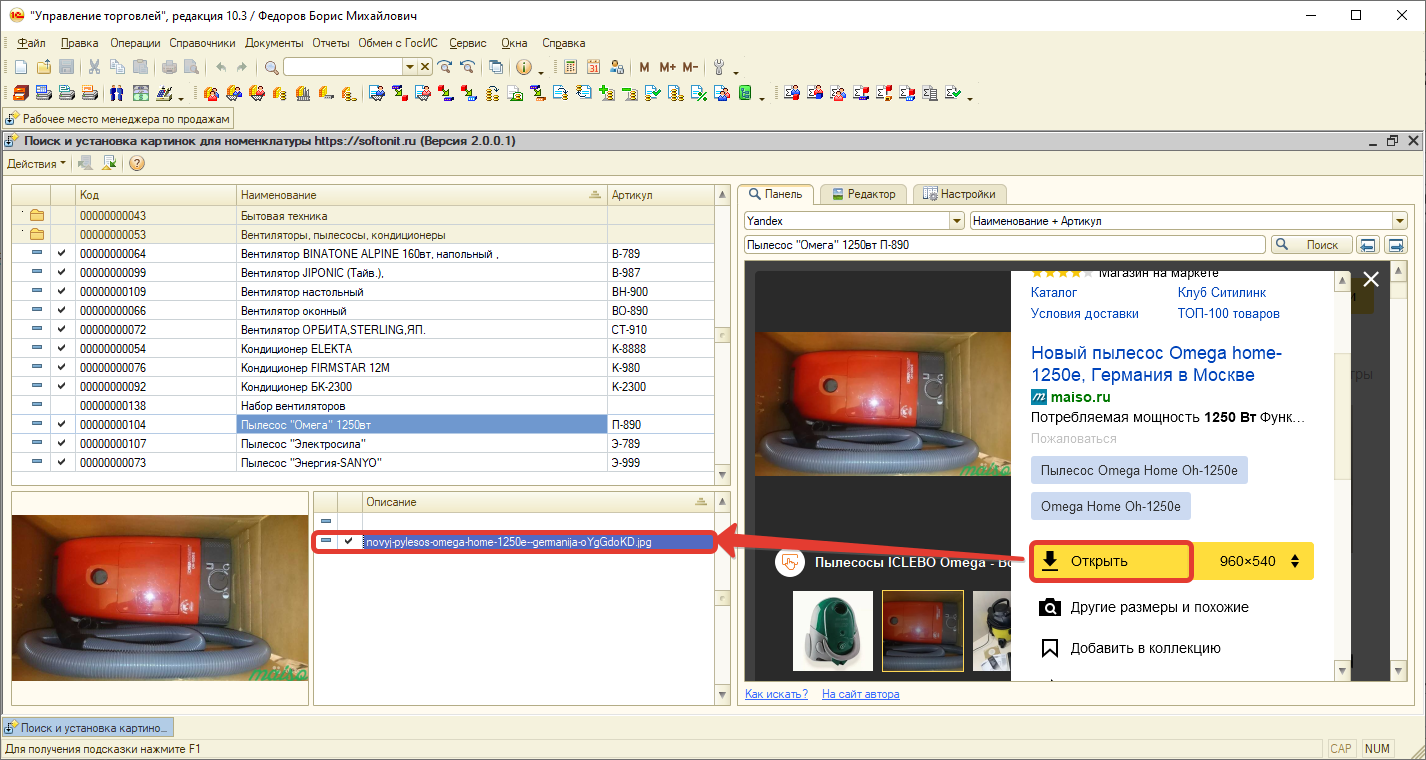 "Управление торговлей", редакция 10.3 / Федоров Борис Михайлович
Файл Правка Операции Справочники Документы Отчеты Обмен с ГосИС Сервис Окна Справка
M M+ M-
Рабочее место менеджера по продажам
Поиск и установка картинок для номенклатуры https://softonit.ru (Версия 2.0.0.1)
Действия
Код Наименование Артикул
00000000043 Бытовая техника
00000000053 Вентиляторы, пылесосы, кондиционеры
00000000064 Вентилятор BINATONE ALPINE 160вт, напольный , В-789
00000000099 Вентилятор JIPONIC (Тайв.), В-987
00000000109 Вентилятор настольный ВН-900
00000000066 Вентилятор оконный ВО-890
00000000072 Вентилятор ОРБИТА,STERLING,ЯП. СТ-910
00000000054 Кондиционер ELEKTA К-8888
00000000076 Кондиционер FIRMSTAR 12М К-980
00000000092 Кондиционер БК-2300 К-2300
00000000138 Набор вентиляторов
00000000104 Пылесос "Омега" 1250вт П-890
00000000107 Пылесос "Электросила" Э-789
00000000073 Пылесос "Энергия-SANYO" Э-999
Описание
novyj-pylesos-omega-home-1250e--germanija-oYgGdoKD.jpg
Панель Редактор Настройки
Yandex Наименование + Артикул
Пылесос "Омега" 1250вт П-890 Поиск
Магазин на Маркете
Каталог Клуб Ситилинк
Условия доставки ТОП-100 товаров
Новый пылесос Omega home-
1250e, Германия в Москве
maiso.ru
Потребляемая мощность 1250 Вт Функ...
Пожаловаться
Пылесос Omega Home Oh-1250e
Omega Home Oh-1250e
Пылесосы ICLEBO Omega - Во
Открыть 960×540
Другие размеры и похожие
Добавить в коллекцию
Как искать? На сайт автора
Поиск и установка картино...
Для получения подсказки нажмите F1
CAP NUM